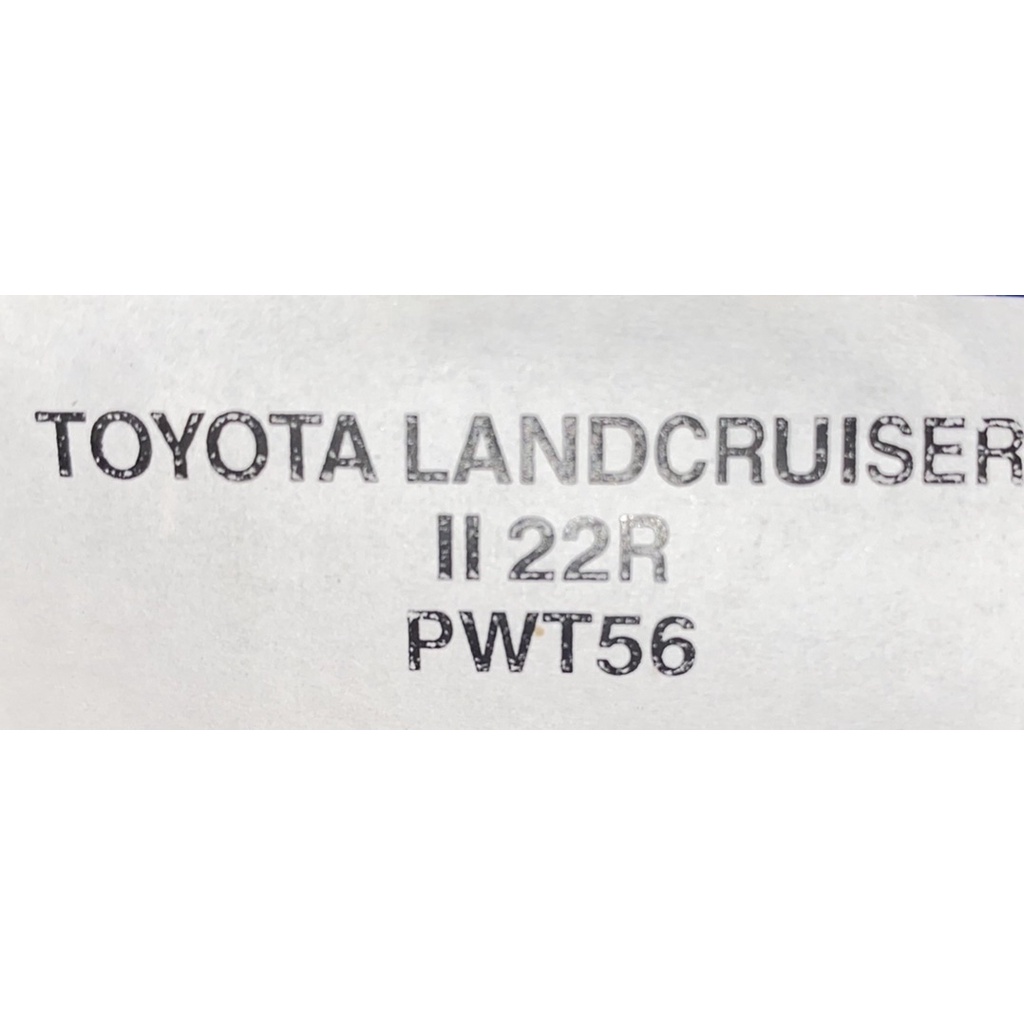 TOYOTA LANDCRUISER
II 22R
PWT56